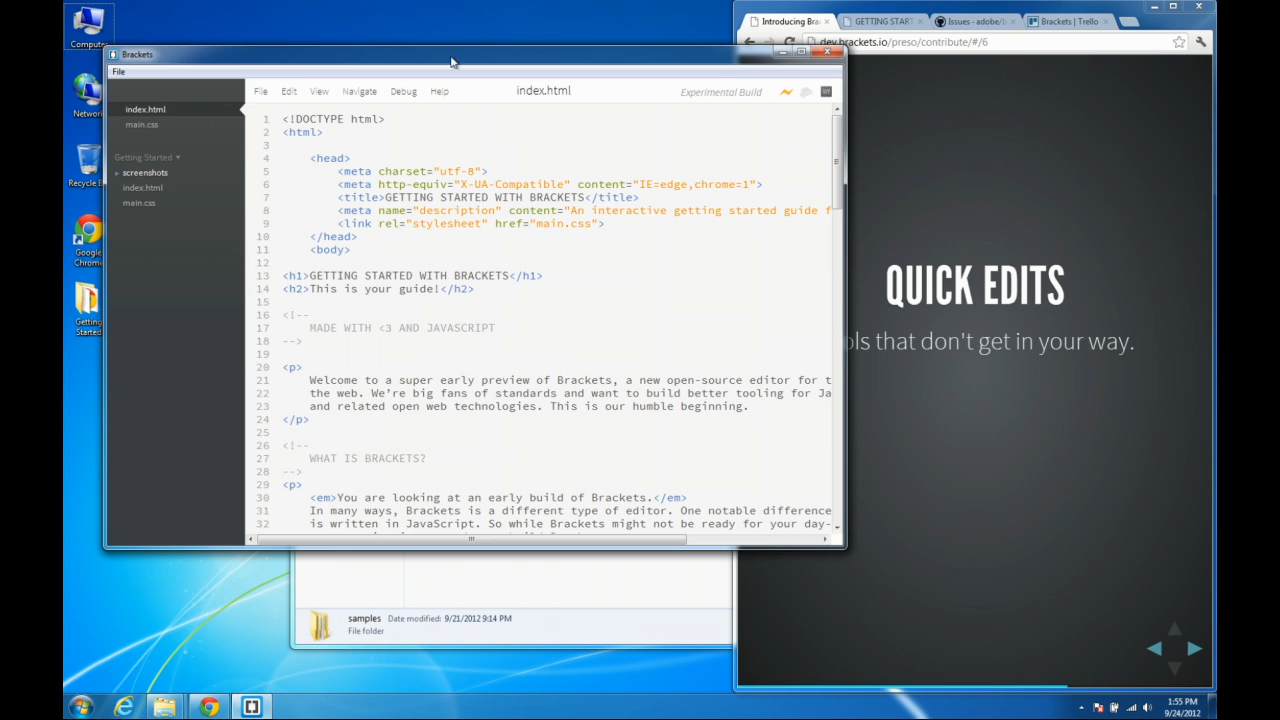 Computer
Network
Recycle
Google
Chrome
Getting
Started
Brackets
File
index.html
main.css
Getting Started
screenshots
index.html
main.css
File Edit View Navigate Debug Help
index.html
Experimental Build
1 <!DOCTYPE html>
2 <html>
3
4 <head>
5 <meta charset="utf-8">
6 <meta http-equiv="X-UA-Compatible" content="IE=edge,chrome=1">
7 <title>GETTING STARTED WITH BRACKETS</title>
8 <meta name="description" content="An interactive getting started guide f
9 <link rel="stylesheet" href="main.css">
10 </head>
11 <body>
12
13 <h1>GETTING STARTED WITH BRACKETS</h1>
14 <h2>This is your guide!</h2>
15
16 <!--
17 MADE WITH <3 AND JAVASCRIPT
18 -->
19
20 <p>
21 Welcome to a super early preview of Brackets, a new open-source editor for t
22 the web. We're big fans of standards and want to build better tooling for Ja
23 and related open web technologies. This is our humble beginning.
24 </p>
25
26 <!--
27 WHAT IS BRACKETS?
28 -->
29 <p>
30 <em>You are looking at an early build of Brackets.</em>
31 In many ways, Brackets is a different type of editor. One notable difference
32 is written in JavaScript. So while Brackets might not be ready for your day-
samples Date modified: 9/21/2012 9:14 PM
File folder
Introducing Bra
GETTING START
Issues - adobe/b
Brackets | Trello
dev.brackets.io/preso/contribute/#/6
QUICK EDITS
ols that don't get in your way.
1:55 PM
9/24/2012